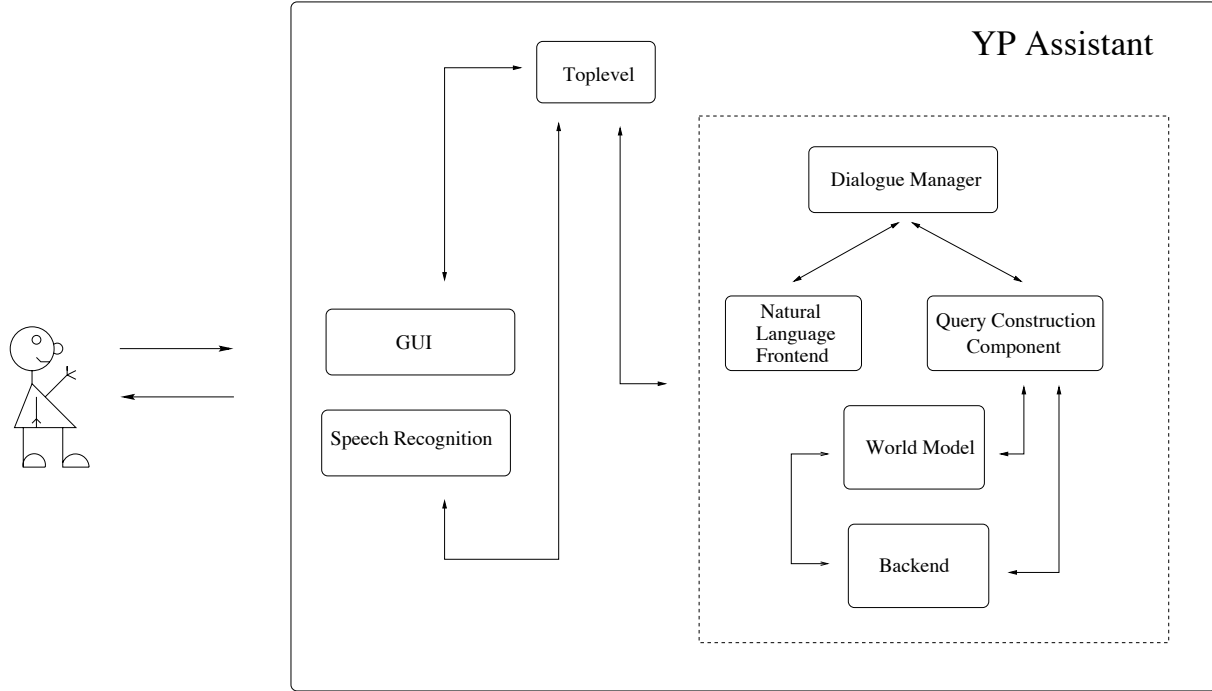 YP Assistant
Toplevel
Dialogue Manager
Natural
Language
Frontend
Query Construction
Component
GUI
Speech Recognition
World Model
Backend